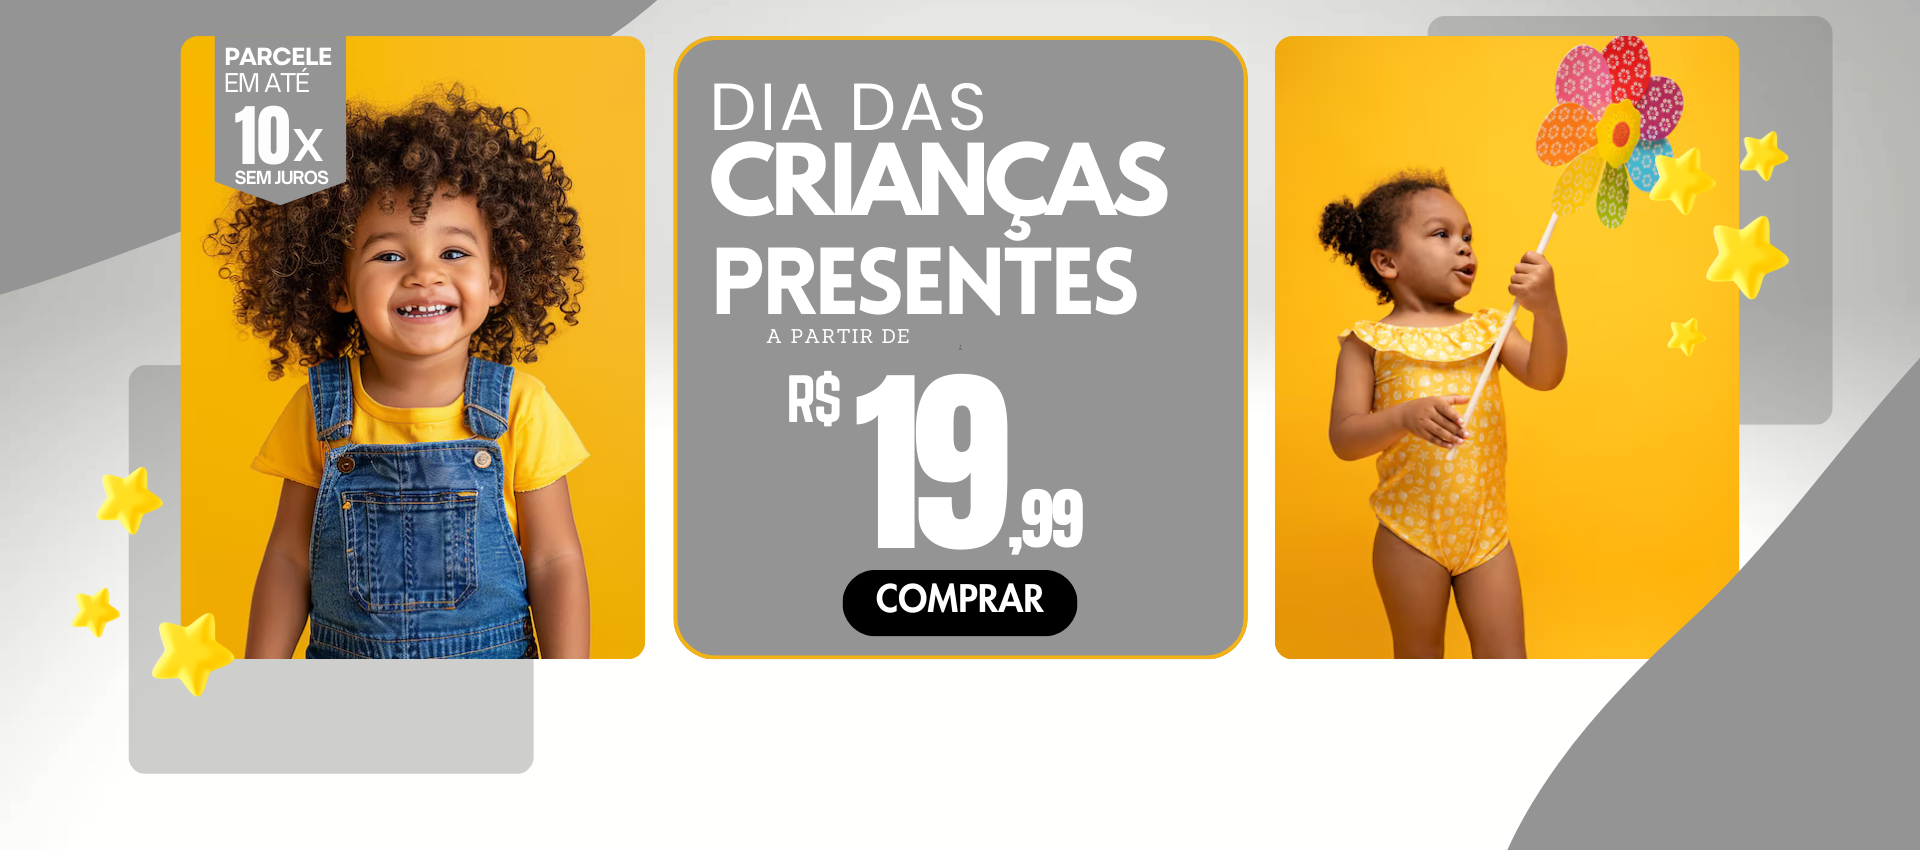 PARCELE
EM ATÉ
10X
SEM JUROS
DIA DAS
CRIANÇAS
PRESENTES
A PARTIR DE
R$ 19,99
COMPRAR